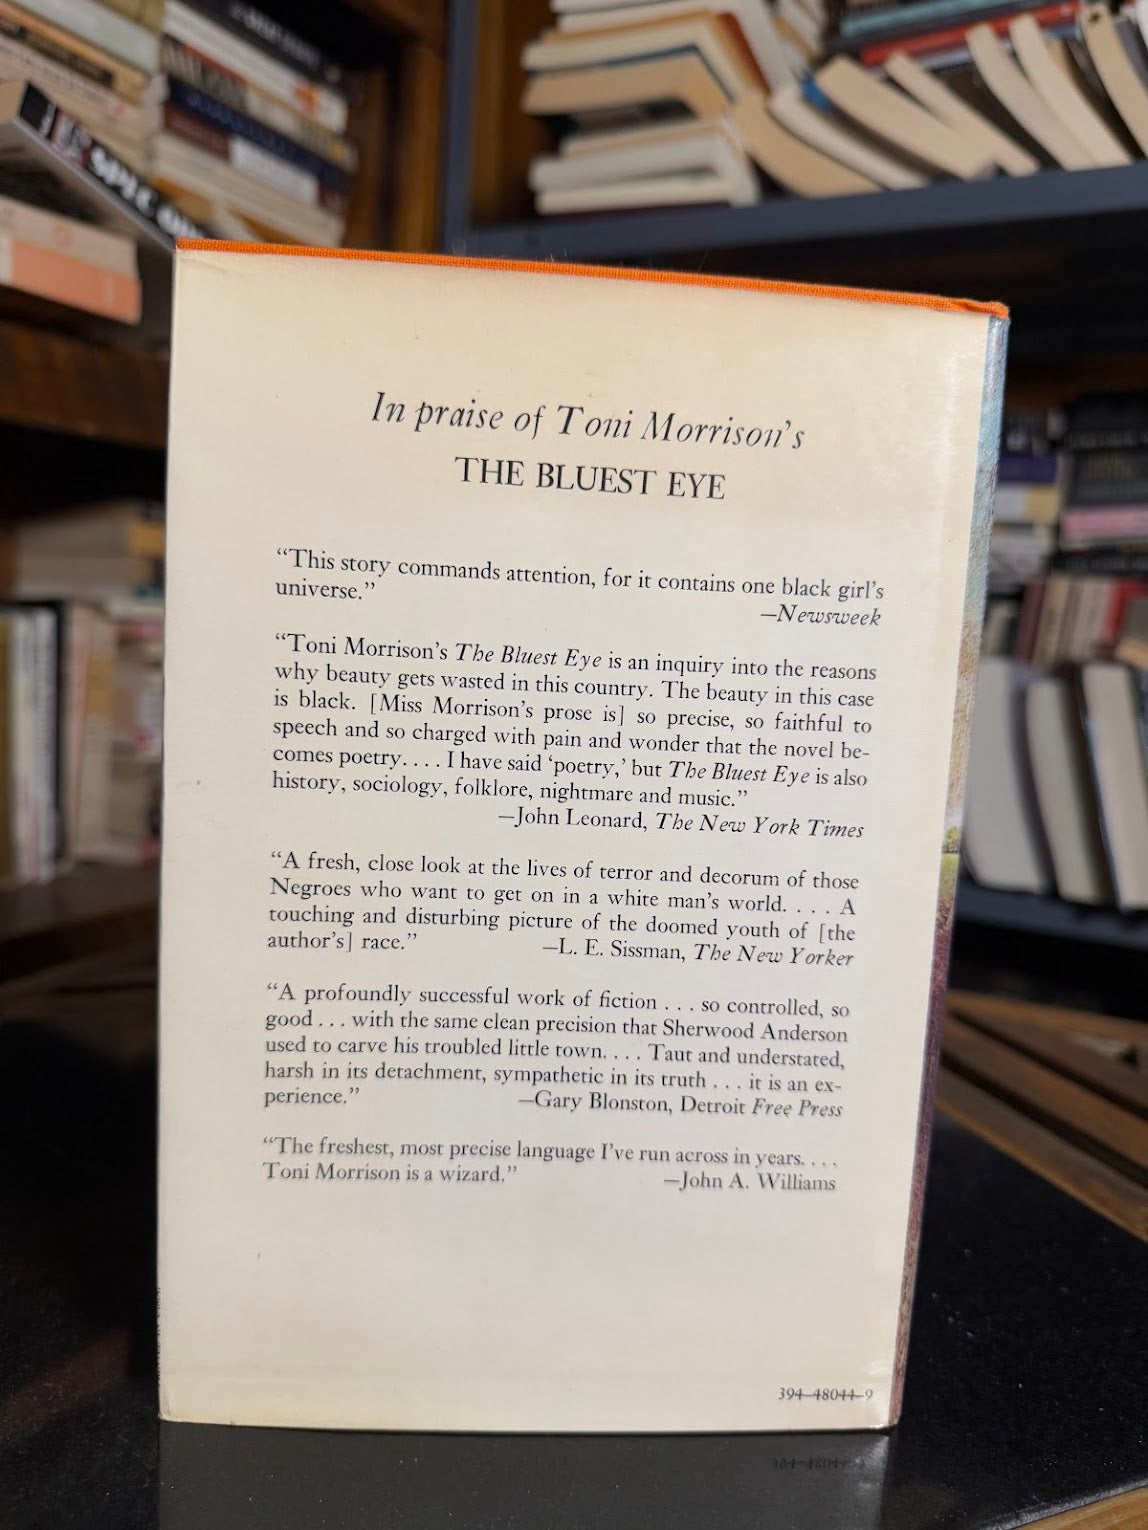 In praise of Toni Morrison's
THE BLUEST EYE
“This story commands attention, for it contains one black girl's
universe.”
—Newsweek
“Toni Morrison's The Bluest Eye is an inquiry into the reasons
why beauty gets wasted in this country. The beauty in this case
is black. [Miss Morrison's prose is] so precise, so faithful to
speech and so charged with pain and wonder that the novel be-
comes poetry. . . . I have said ‘poetry,’ but The Bluest Eye is also
history, sociology, folklore, nightmare and music.”
—John Leonard, The New York Times
“A fresh, close look at the lives of terror and decorum of those
Negroes who want to get on in a white man's world. . . . A
touching and disturbing picture of the doomed youth of [the
author's] race.” —L. E. Sissman, The New Yorker
“A profoundly successful work of fiction . . . so controlled, so
good . . . with the same clean precision that Sherwood Anderson
used to carve his troubled little town. . . . Taut and understated,
harsh in its detachment, sympathetic in its truth . . . it is an ex-
perience.” —Gary Blonston, Detroit Free Press
“The freshest, most precise language I've run across in years. . . .
Toni Morrison is a wizard.” —John A. Williams
394-48044-9